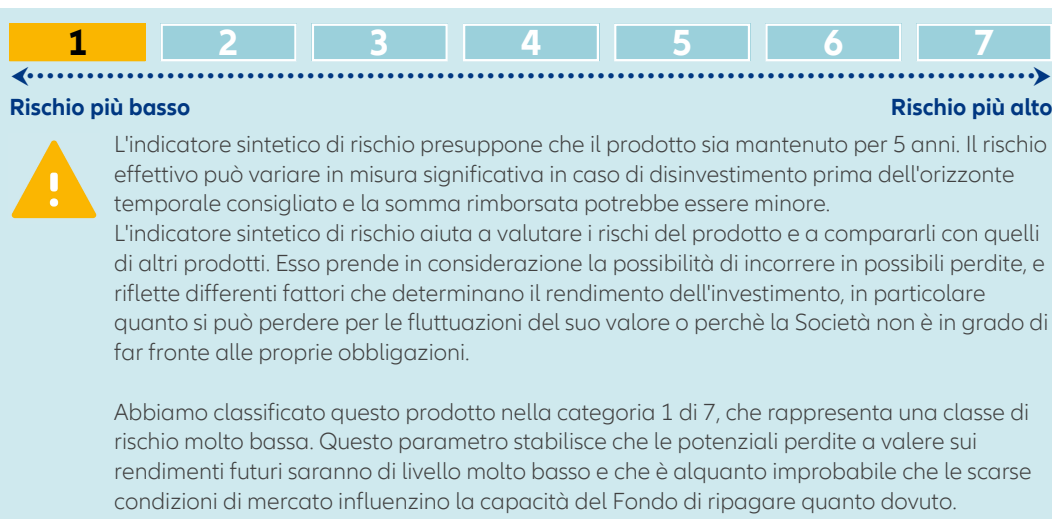 1 2 3 4 5 6 7
Rischio più basso Rischio più alto
L'indicatore sintetico di rischio presuppone che il prodotto sia mantenuto per 5 anni. Il rischio
effettivo può variare in misura significativa in caso di disinvestimento prima dell'orizzonte
temporale consigliato e la somma rimborsata potrebbe essere minore.
L'indicatore sintetico di rischio aiuta a valutare i rischi del prodotto e a compararli con quelli
di altri prodotti. Esso prende in considerazione la possibilità di incorrere in possibili perdite, e
riflette differenti fattori che determinano il rendimento dell'investimento, in particolare
quanto si può perdere per le fluttuazioni del suo valore o perchè la Società non è in grado di
far fronte alle proprie obbligazioni.
Abbiamo classificato questo prodotto nella categoria 1 di 7, che rappresenta una classe di
rischio molto bassa. Questo parametro stabilisce che le potenziali perdite a valere sui
rendimenti futuri saranno di livello molto basso e che è alquanto improbabile che le scarse
condizioni di mercato influenzino la capacità del Fondo di ripagare quanto dovuto.